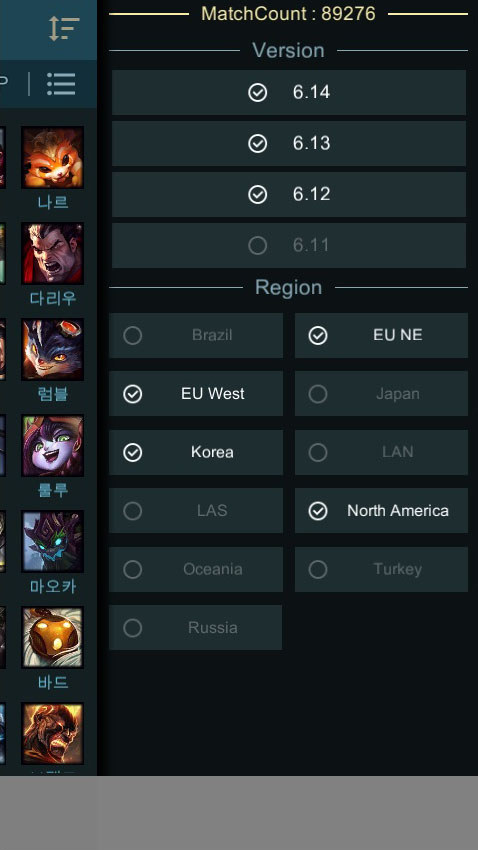 MatchCount : 89276
Version
6.14
6.13
6.12
6.11
Region
Brazil
EU NE
EU West
Japan
Korea
LAN
LAS
North America
Oceania
Turkey
Russia
나르
다리우
럼블
룰루
마오카
바드